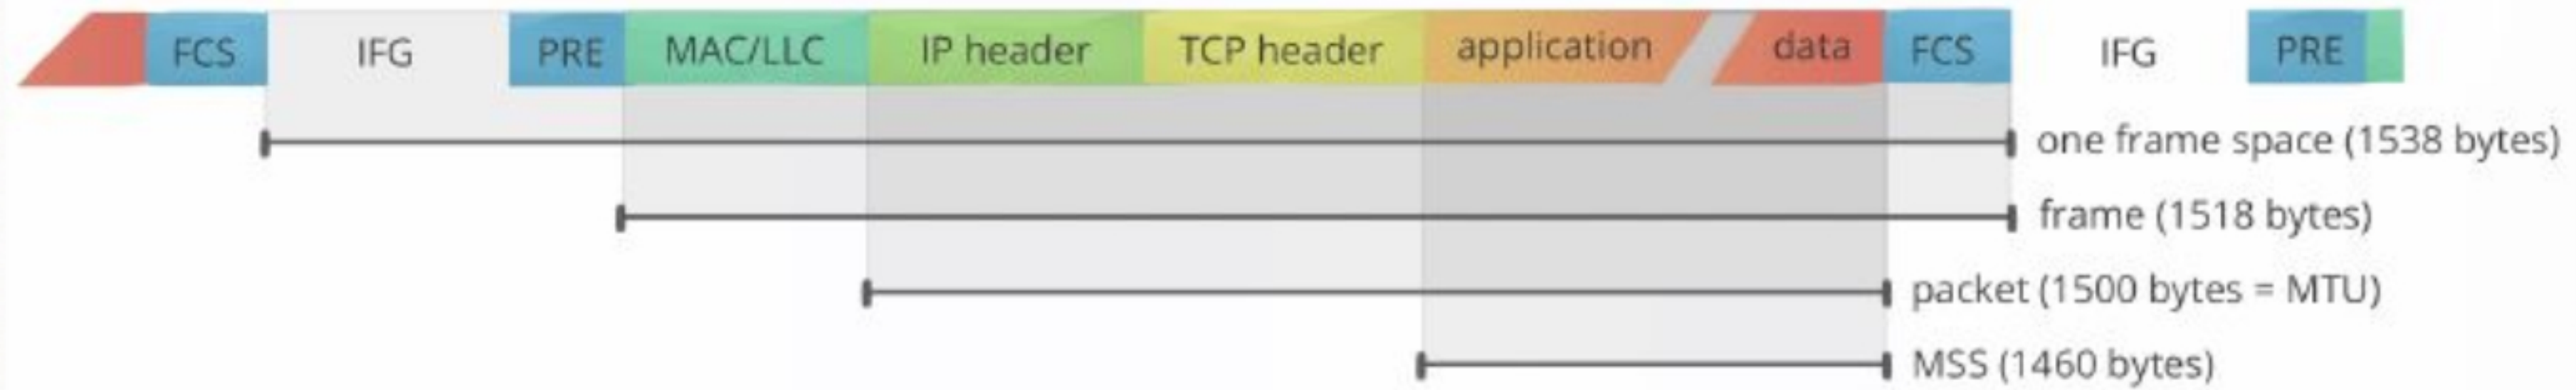 FCS IFG PRE MAC/LLC IP header TCP header application data FCS IFG PRE
one frame space (1538 bytes)
frame (1518 bytes)
packet (1500 bytes = MTU)
MSS (1460 bytes)